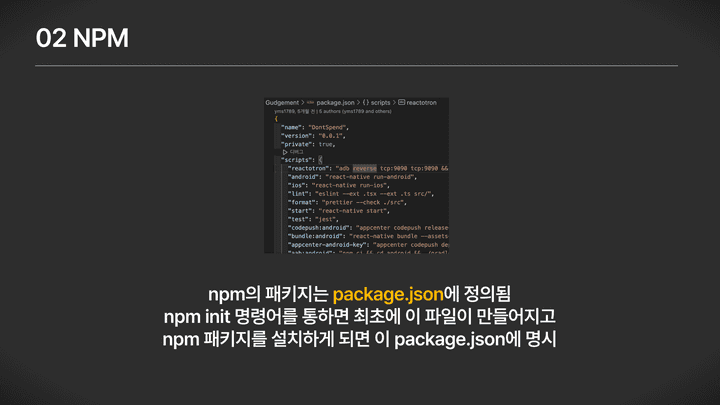 02 NPM
Gudgement > package.json > {} scripts > reactotron
ymx1789, 5개월 전 | 5 authors (ymx1789 and others)
{
"name": "DontSpend",
"version": "0.0.1",
"private": true,
▷ 디버그
"scripts": {
"reactotron": "adb reverse tcp:9090 tcp:9090 &&
"android": "react-native run-android",
"ios": "react-native run-ios",
"lint": "eslint --ext .tsx --ext .ts src/",
"format": "prettier --check ./src",
"start": "react-native start",
"test": "jest",
"codepush:android": "appcenter codepush release
"bundle:android": "react-native bundle --assets
"appcenter-android-key": "appcenter codepush de
npm의 패키지는 package.json에 정의됨
npm init 명령어를 통하면 최초에 이 파일이 만들어지고
npm 패키지를 설치하게 되면 이 package.json에 명시